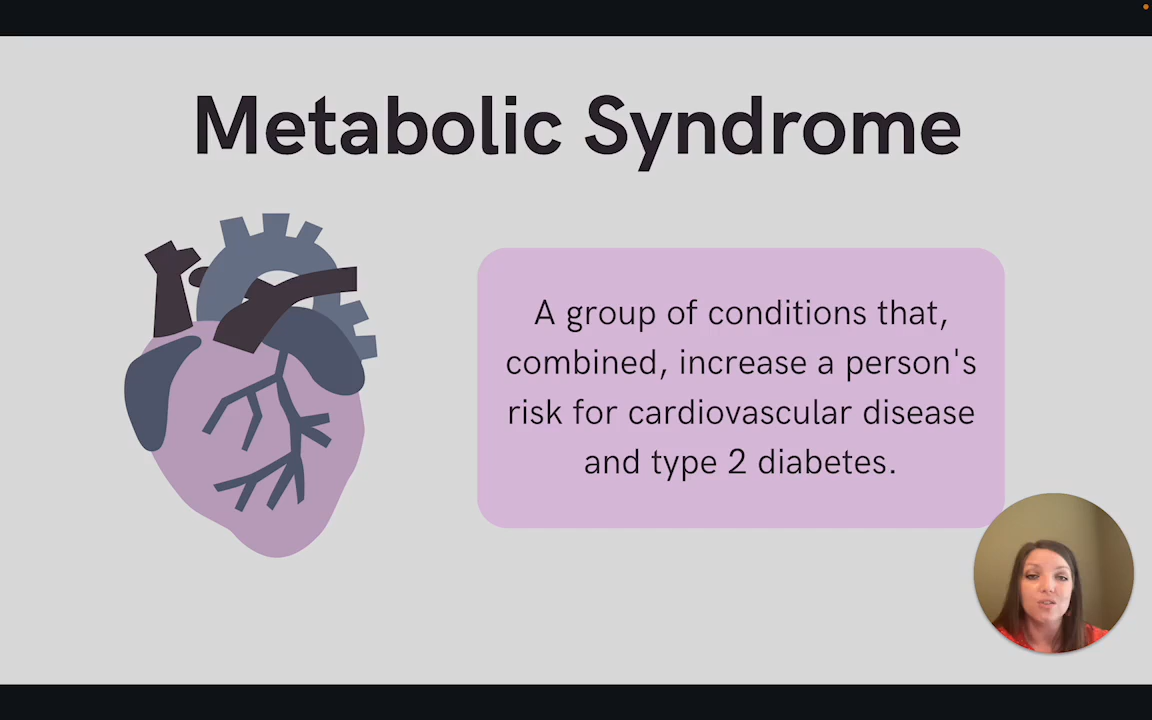 Metabolic Syndrome
A group of conditions that,
combined, increase a person's
risk for cardiovascular disease
and type 2 diabetes.